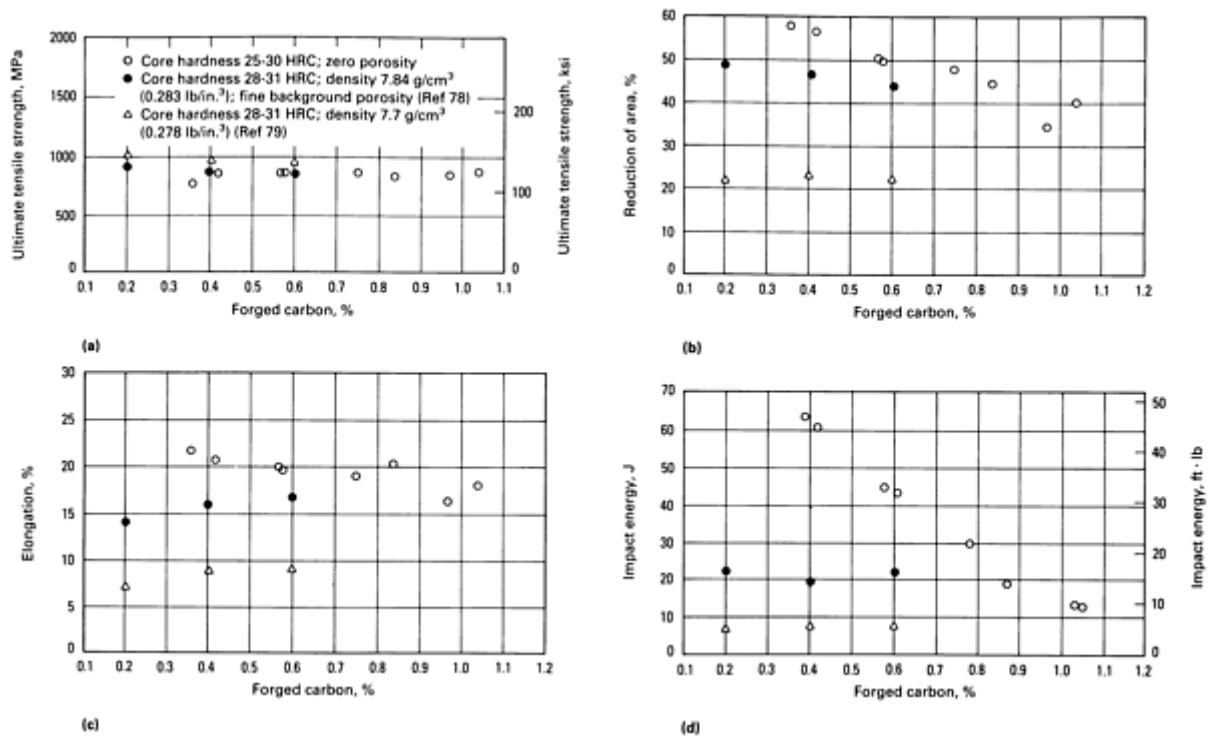 2000
1500
1000
500
0
Ultimate tensile strength, MPa
○ Core hardness 25-30 HRC; zero porosity
● Core hardness 28-31 HRC; density 7.84 g/cm³
(0.283 lb/in.³); fine background porosity (Ref 78)
△ Core hardness 28-31 HRC; density 7.7 g/cm³
(0.278 lb/in.³) (Ref 79)
200
100
0
Ultimate tensile strength, ksi
0.1 0.2 0.3 0.4 0.5 0.6 0.7 0.8 0.9 1.0 1.1
Forged carbon, %
(a)
60
50
40
30
20
10
0
Reduction of area, %
0.1 0.2 0.3 0.4 0.5 0.6 0.7 0.8 0.9 1.0 1.1 1.2
Forged carbon, %
(b)
30
25
20
15
10
5
0
Elongation, %
0.1 0.2 0.3 0.4 0.5 0.6 0.7 0.8 0.9 1.0 1.1 1.2
Forged carbon, %
(c)
70
60
50
40
30
20
10
0
Impact energy, J
50
40
30
20
10
0
Impact energy, ft · lb
0.1 0.2 0.3 0.4 0.5 0.6 0.7 0.8 0.9 1.0 1.1 1.2
Forged carbon, %
(d)